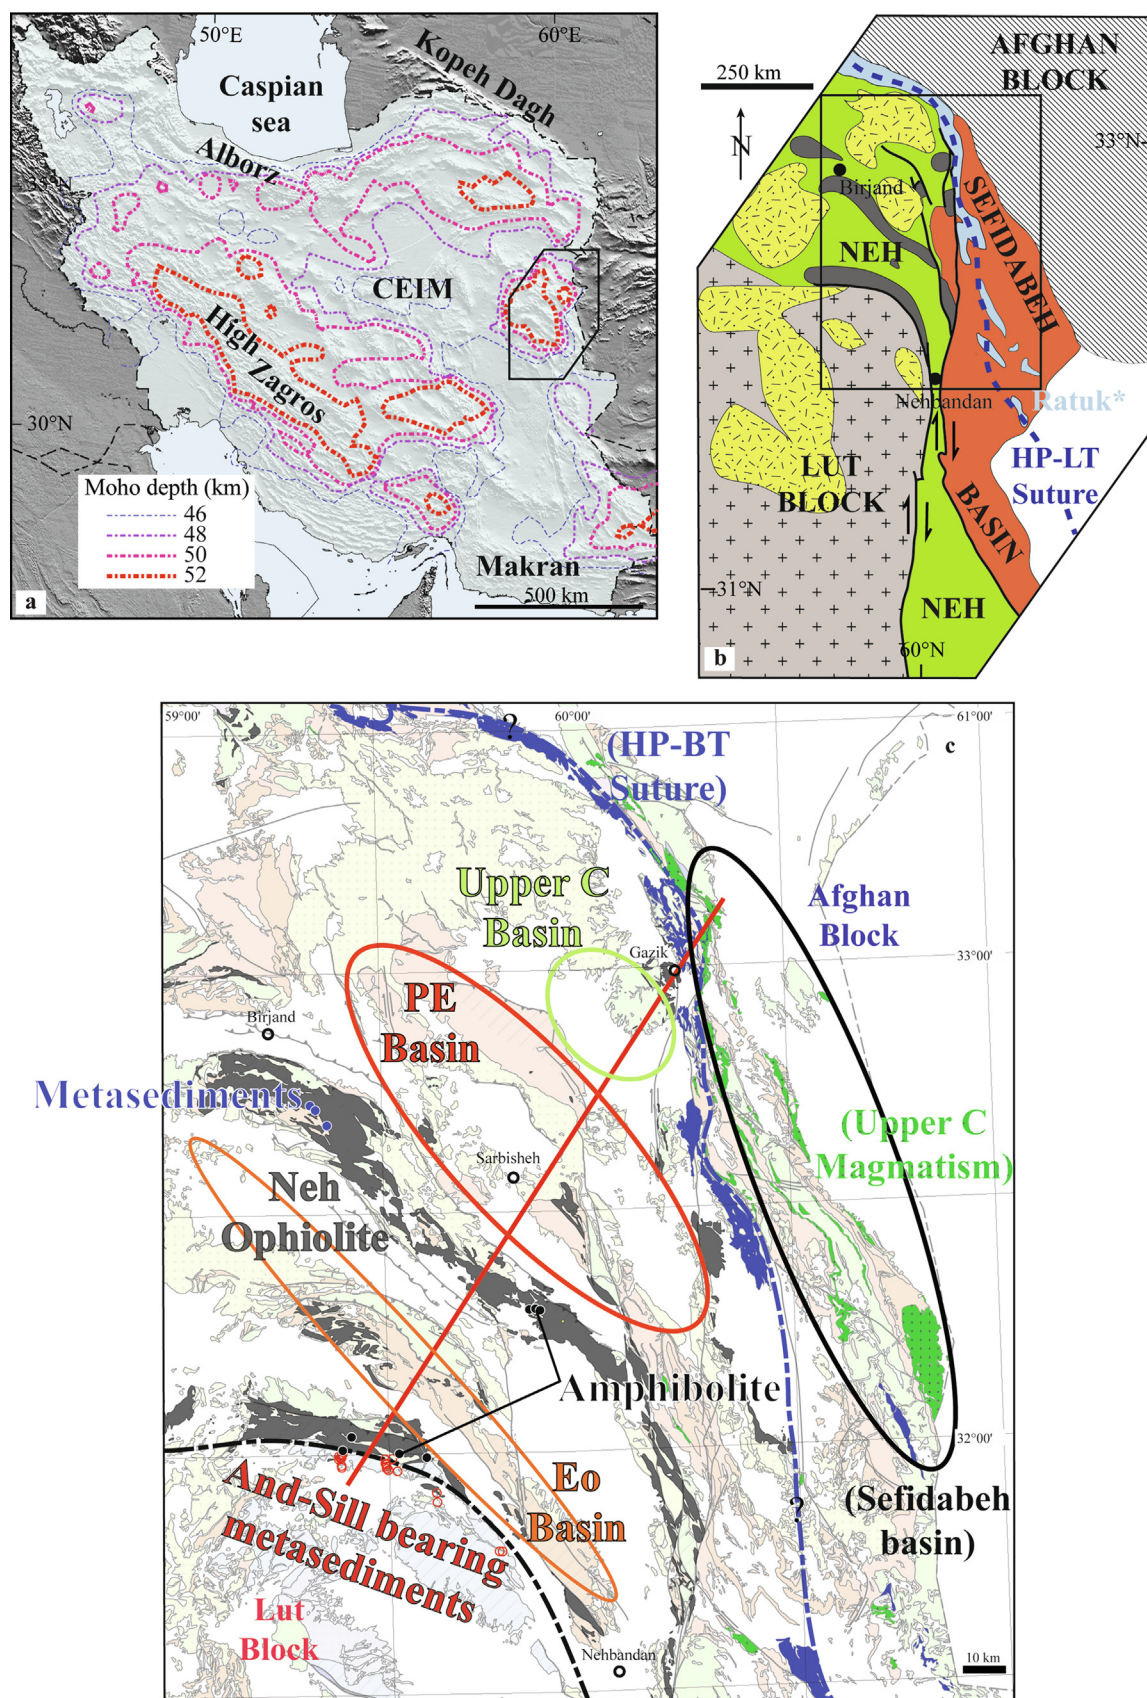 50°E
60°E
Kopeh Dagh
Caspian
sea
Alborz
CEIM
High
Zagros
30°N
Moho depth (km)
46
48
50
52
Makran
500 km
a
AFGHAN
BLOCK
250 km
N
33°N
Birjand
SEFIDABEH
NEH
Nehbandan
Ratuk*
HP-LT
Suture
LUT
BLOCK
BASIN
31°N
NEH
60°N
b
59°00'
60°00'
61°00'
c
?
(HP-BT
Suture)
Upper C
Basin
Afghan
Block
Gazik
33°00'
PE
Basin
Birjand
Metasediments
(Upper C
Magmatism)
Sarbisheh
Neh
Ophiolite
Amphibolite
32°00'
And-Sill bearing
metasediments
Eo
Basin
?
(Sefidabeh
basin)
Lut
Block
Nehbandan
10 km